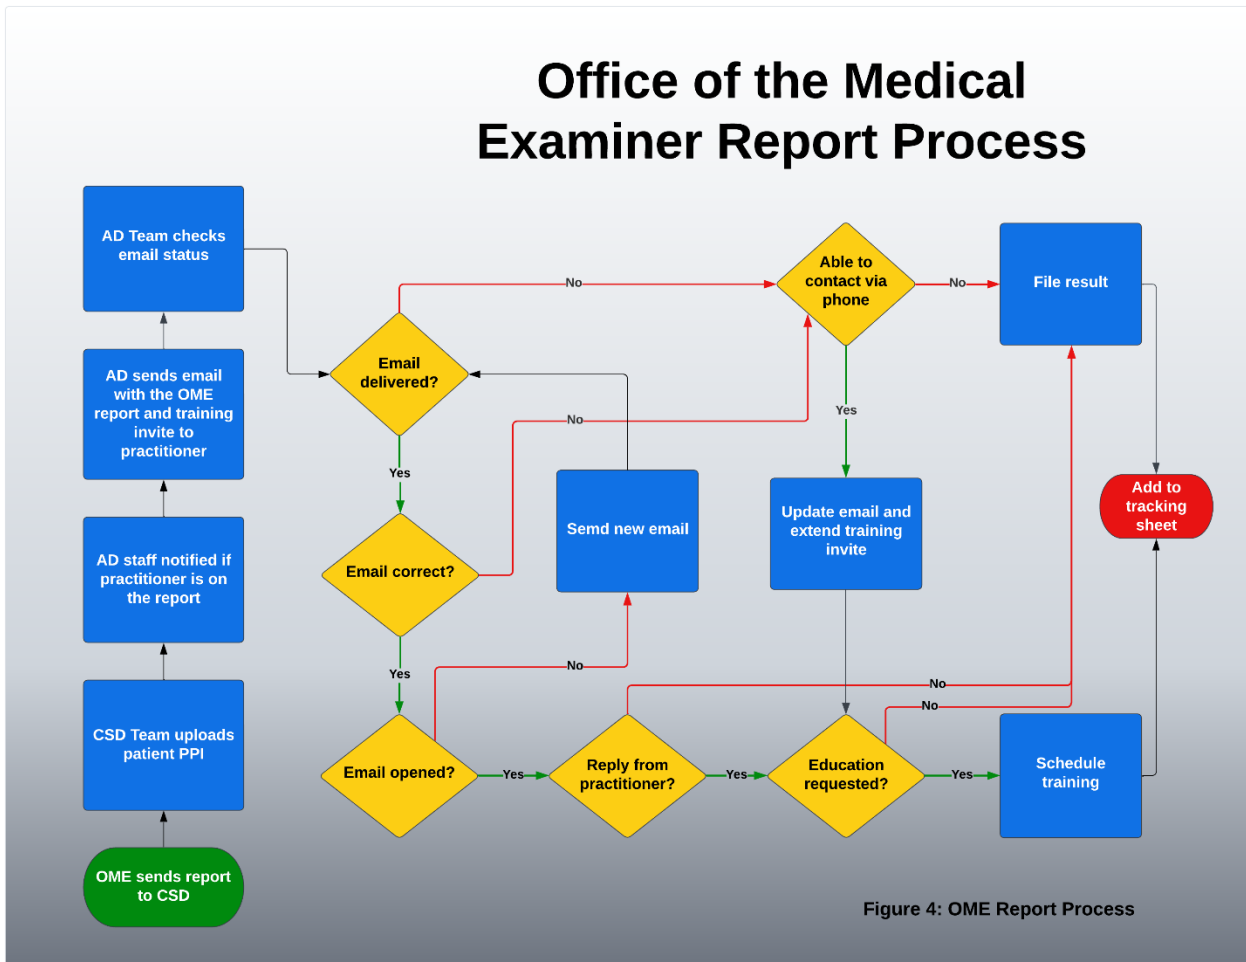 Office of the Medical
Examiner Report Process
AD Team checks
email status
AD sends email
with the OME
report and training
invite to
practitioner
AD staff notified if
practitioner is on
the report
CSD Team uploads
patient PPI
OME sends report
to CSD
Email
delivered?
No
Yes
Email correct?
No
Yes
Email opened?
No
Yes
Semd new email
Reply from
practitioner?
No
Yes
Able to
contact via
phone
No
Yes
Update email and
extend training
invite
Education
requested?
No
Yes
File result
Schedule
training
Add to
tracking
sheet
Figure 4: OME Report Process